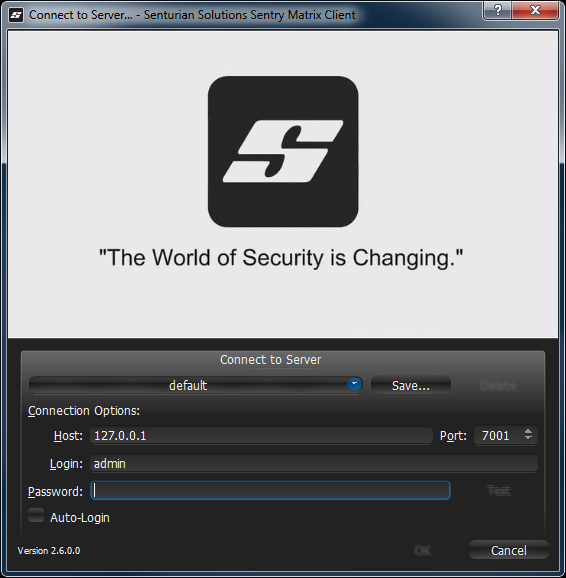 Connect to Server... - Senturian Solutions Sentry Matrix Client
?
S
"The World of Security is Changing."
Connect to Server
default Save... Delete
Connection Options:
Host: 127.0.0.1 Port: 7001
Login: admin
Password: Test
Auto-Login
Version 2.6.0.0 OK Cancel